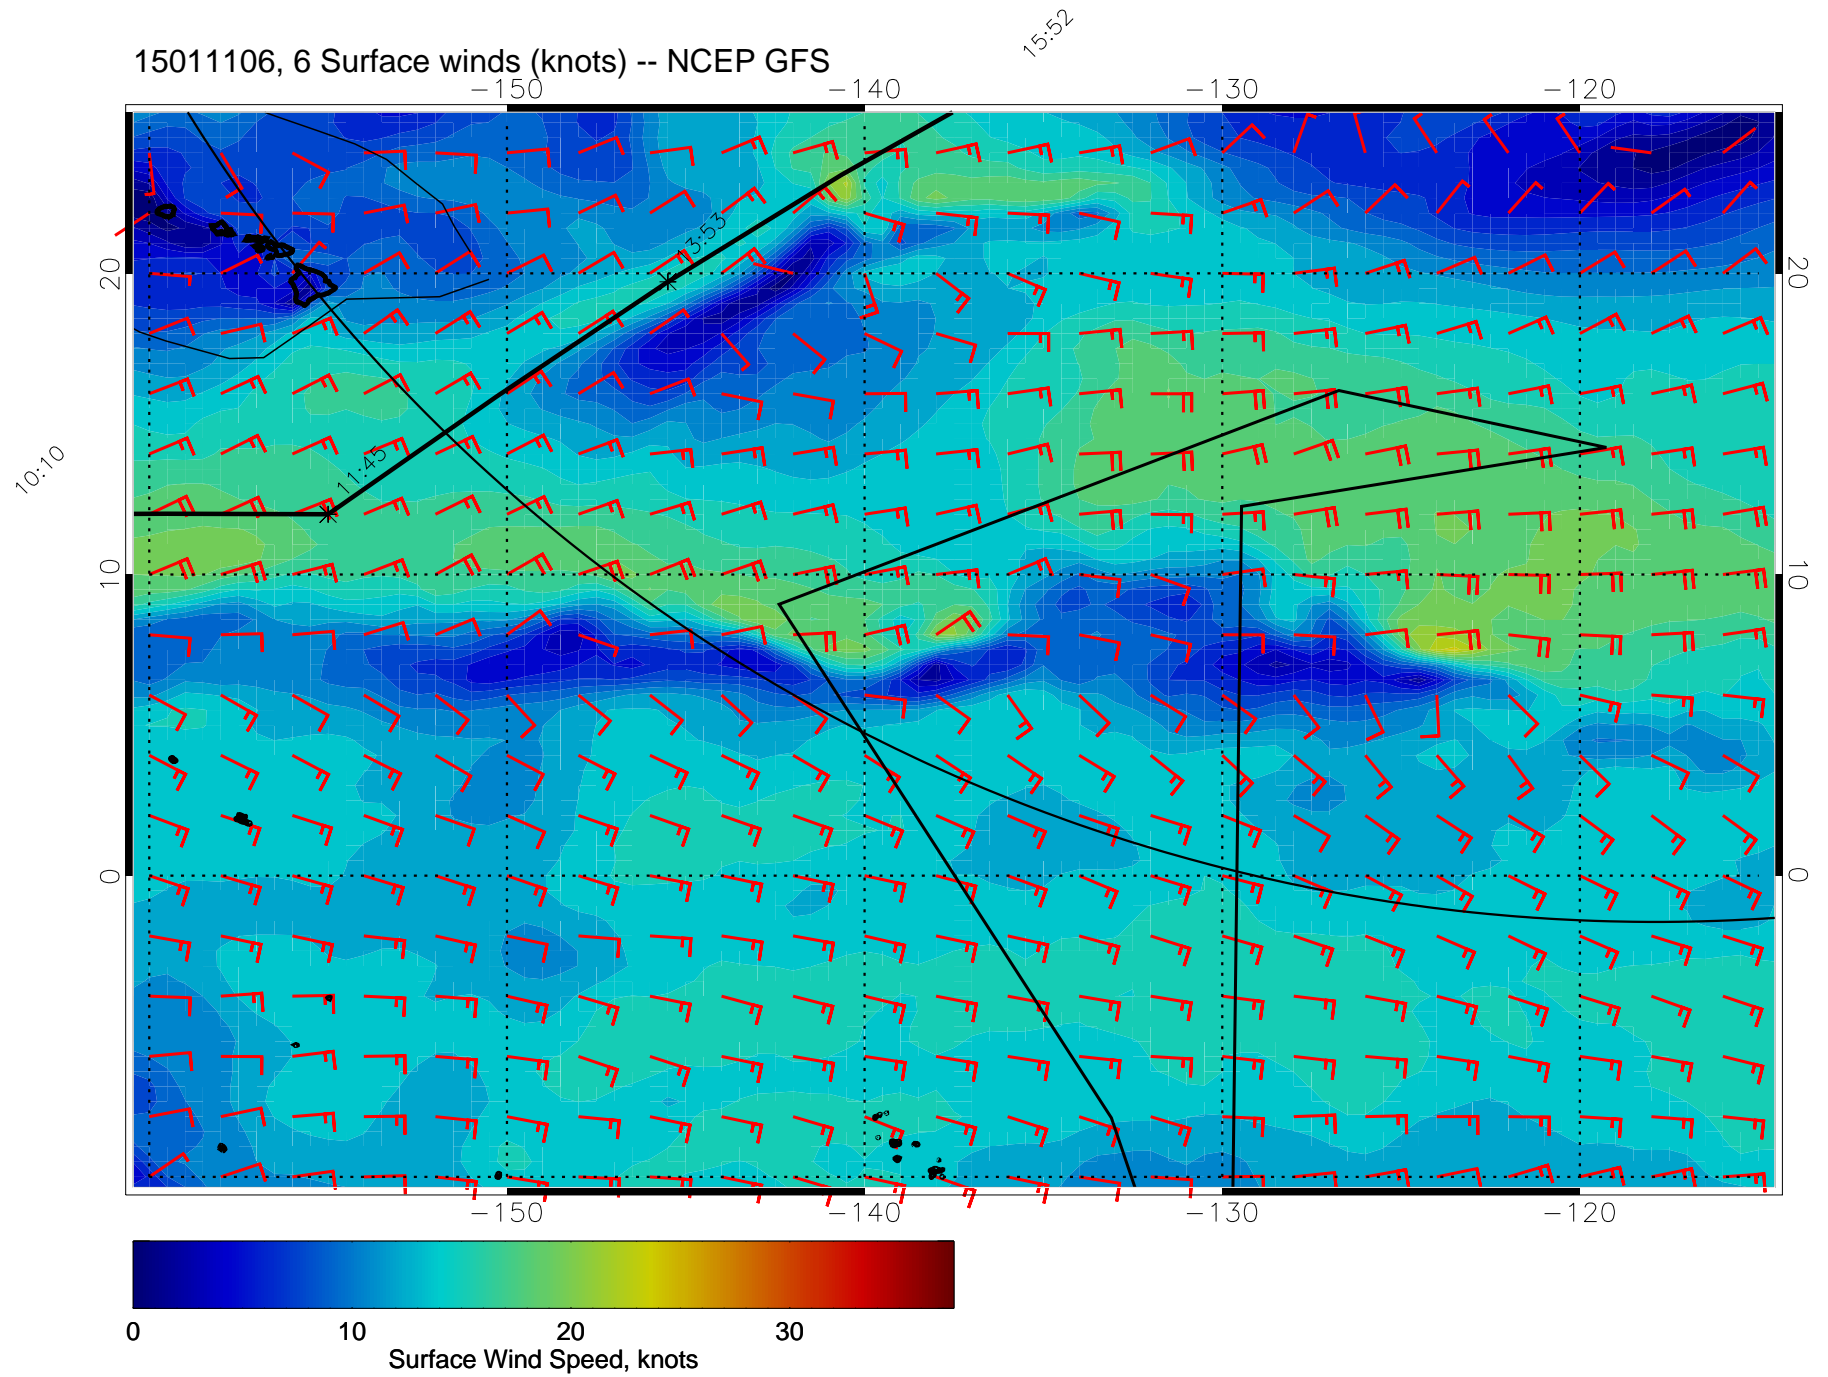 15:52
15011106, 6 Surface winds (knots) -- NCEP GFS
-150 -140 -130 -120
13:53
20 20
11:45
10:10
10 10
0 0
-150 -140 -130 -120
0 10 20 30
Surface Wind Speed, knots